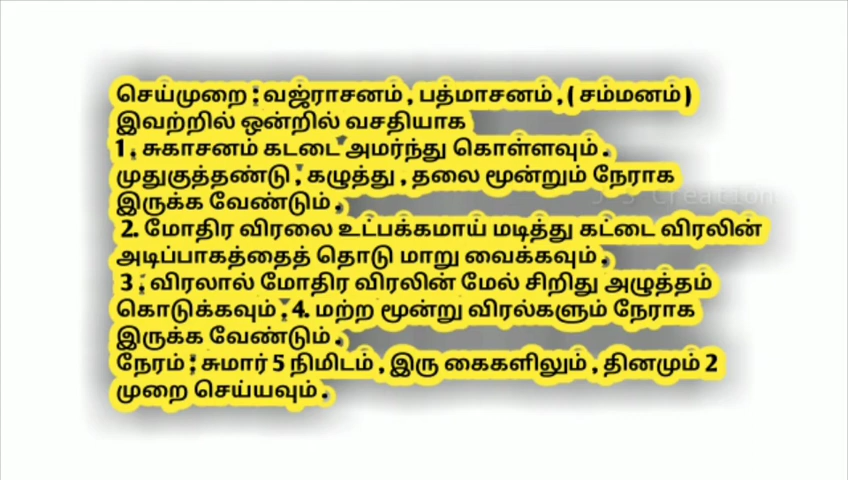 செய்முறை : வஜ்ராசனம் , பத்மாசனம் , ( சம்மனம் )
இவற்றில் ஒன்றில் வசதியாக
1 . சுகாசனம் கடடை அமர்ந்து கொள்ளவும் .
முதுகுத்தண்டு , கழுத்து , தலை மூன்றும் நேராக
இருக்க வேண்டும் .
2. மோதிர விரலை உட்பக்கமாய் மடித்து கட்டை விரலின்
அடிப்பாகத்தைத் தொடு மாறு வைக்கவும் .
3 , விரலால் மோதிர விரலின் மேல் சிறிது அழுத்தம்
கொடுக்கவும் , 4. மற்ற மூன்று விரல்களும் நேராக
இருக்க வேண்டும் .
நேரம் ; சுமார் 5 நிமிடம் , இரு கைகளிலும் , தினமும் 2
முறை செய்யவும் .
Creation